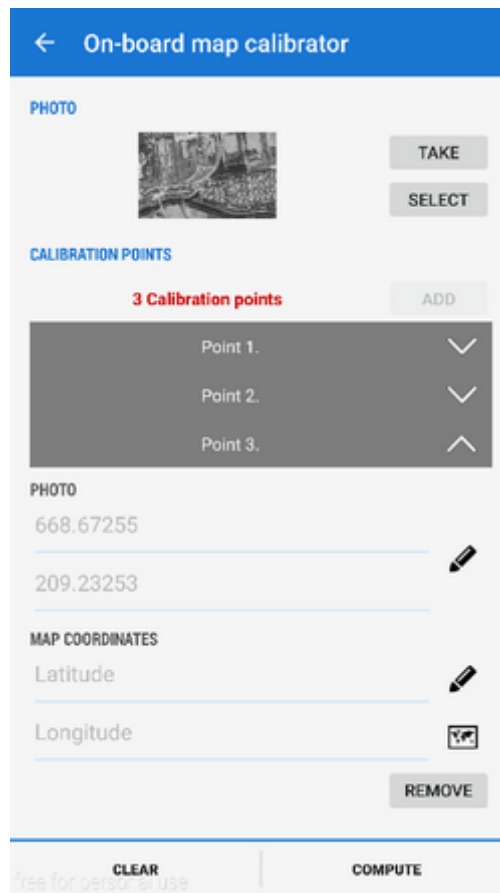 On-board map calibrator
PHOTO
TAKE
SELECT
CALIBRATION POINTS
3 Calibration points
ADD
Point 1.
Point 2.
Point 3.
PHOTO
668.67255
209.23253
MAP COORDINATES
Latitude
Longitude
REMOVE
CLEAR
COMPUTE
free for personal use